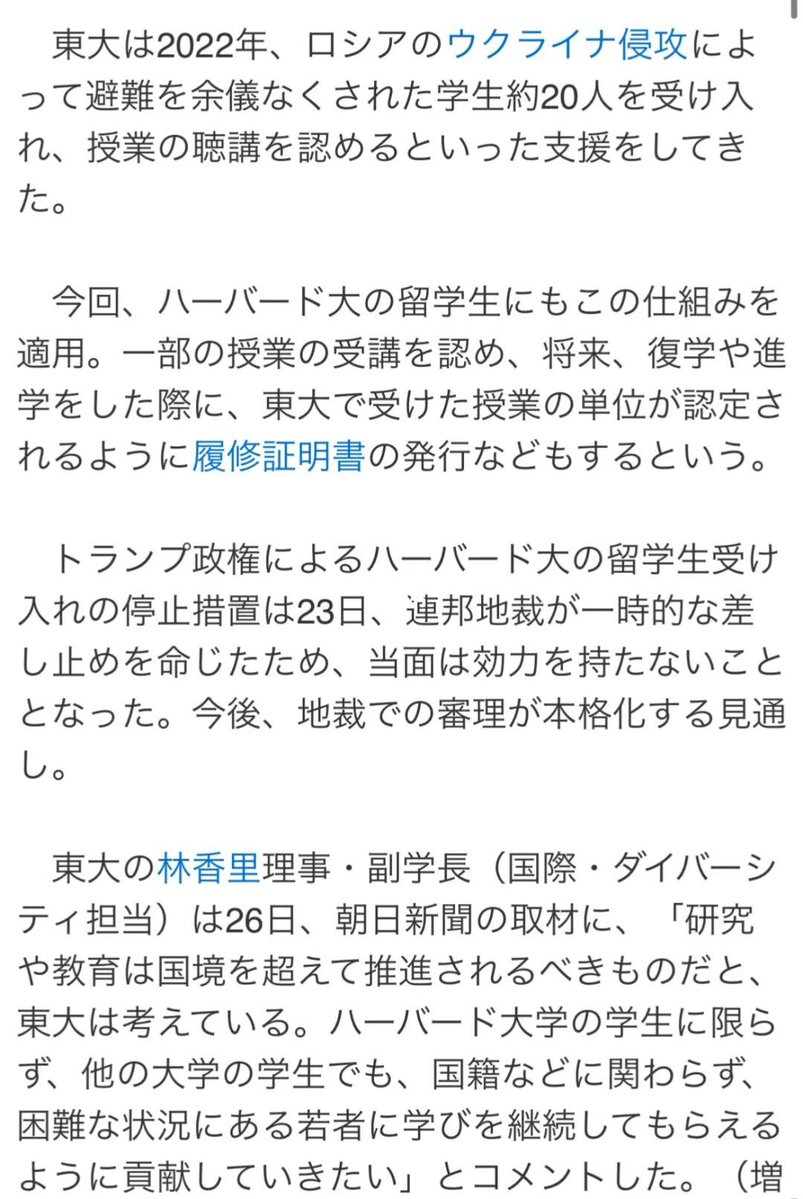 東大は2022年、ロシアのウクライナ侵攻によ
って避難を余儀なくされた学生約20人を受け入
れ、授業の聴講を認めるといった支援をしてき
た。
　今回、ハーバード大の留学生にもこの仕組みを
適用。一部の授業の受講を認め、将来、復学や進
学をした際に、東大で受けた授業の単位が認定さ
れるように履修証明書の発行などもするという。
　トランプ政権によるハーバード大の留学生受け
入れの停止措置は23日、連邦地裁が一時的な差
し止めを命じたため、当面は効力を持たないこと
となった。今後、地裁での審理が本格化する見通
し。
　東大の林香里理事・副学長（国際・ダイバーシ
ティ担当）は26日、朝日新聞の取材に、「研究
や教育は国境を超えて推進されるべきものだと、
東大は考えている。ハーバード大学の学生に限ら
ず、他の大学の学生でも、国籍などに関わらず、
困難な状況にある若者に学びを継続してもらえる
ように貢献していきたい」とコメントした。（増